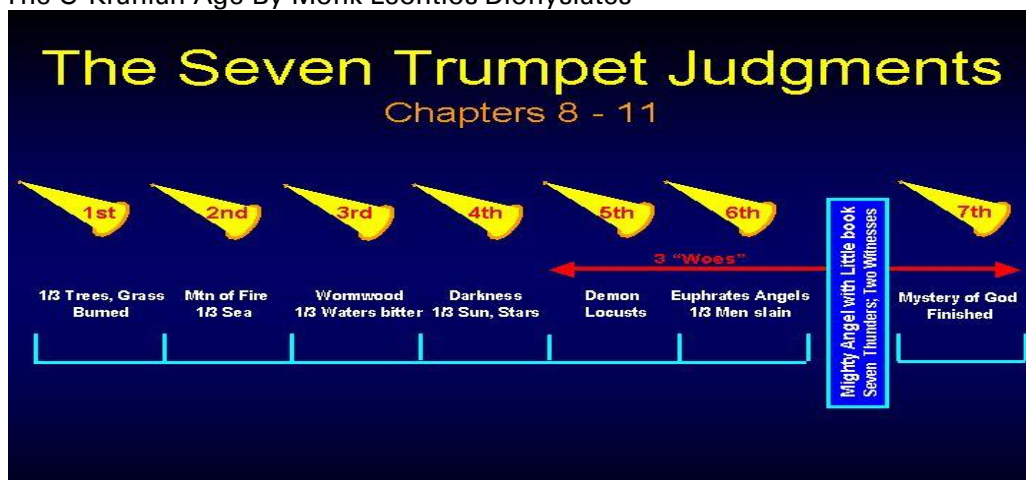 The O-Kranian Age By Monk Leontios Dionysiates
The Seven Trumpet Judgments
Chapters 8 - 11
1st
2nd
3rd
4th
5th
6th
7th
3 "Woes"
1/3 Trees, Grass
Burned
Mtn of Fire
1/3 Sea
Wormwood
1/3 Waters bitter
Darkness
1/3 Sun, Stars
Demon
Locusts
Euphrates Angels
1/3 Men slain
Mighty Angel with Little book
Seven Thunders; Two Witnesses
Mystery of God
Finished